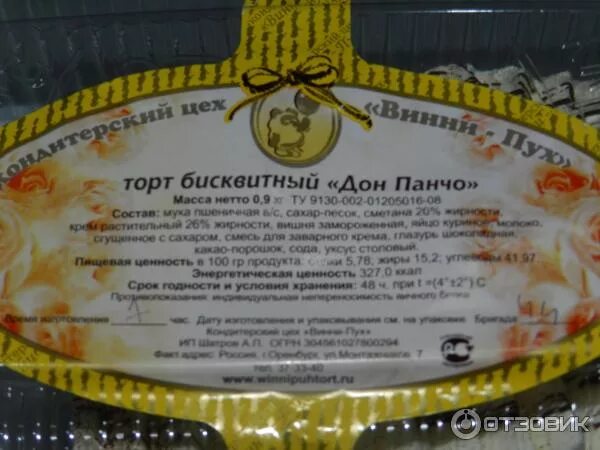 Кондитерский цех «Винни - Пух»
торт бисквитный «Дон Панчо»
Масса нетто 0,9 кг ТУ 9130-002-01205016-08
Состав: мука пшеничная в/с, сахар-песок, сметана 26% жирности,
крем растительный 26% жирности, вишня замороженная, яйцо куриное, молоко
сгущенное с сахаром, смесь для заварного крема, глазурь шоколадная,
какао-порошок, сода, уксус столовый.
Пищевая ценность в 100 гр продукта: белки 5,78; жиры 15,2; углеводы 41,97
Энергетическая ценность 327,0 ккал
Срок годности и условия хранения: 48 ч. при t =(4°±2°) С
Противопоказания: индивидуальная непереносимость яичного белка
Время изготовления 7 час. Дата изготовления и упаковывания см. на упаковке. Бригада 44
Кондитерский цех «Винни-Пух»
ИП Шатров А.П. ОГРН 304561027800294
Факт.адрес: Россия, г.Оренбург, ул.Монтажников, 7
тел. 37-33-40
www.winnipuhtort.ru
ОТЗОВИК